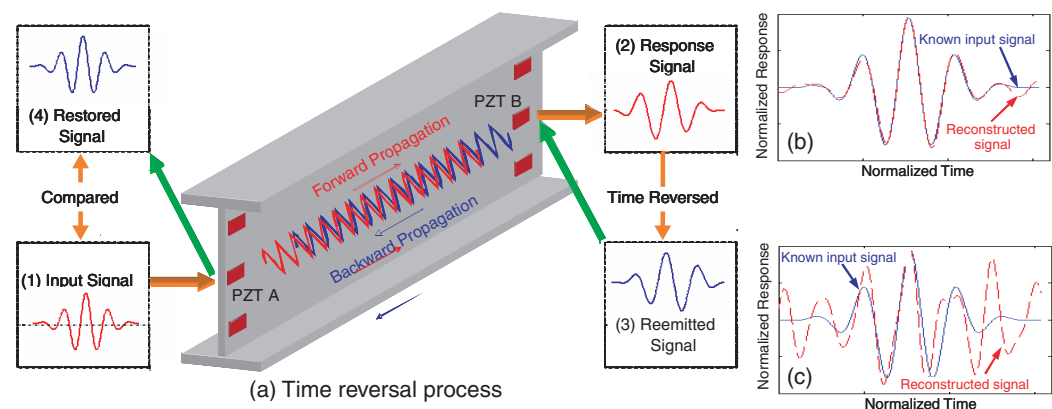 (4) Restored
Signal
Compared
(1) Input Signal
PZT A
Forward Propagation
Backward Propagation
PZT B
(2) Response
Signal
Time Reversed
(3) Reemitted
Signal
(a) Time reversal process
Normalized Response
Known input signal
Reconstructed
signal
(b)
Normalized Time
Normalized Response
Known input signal
Reconstructed signal
(c)
Normalized Time